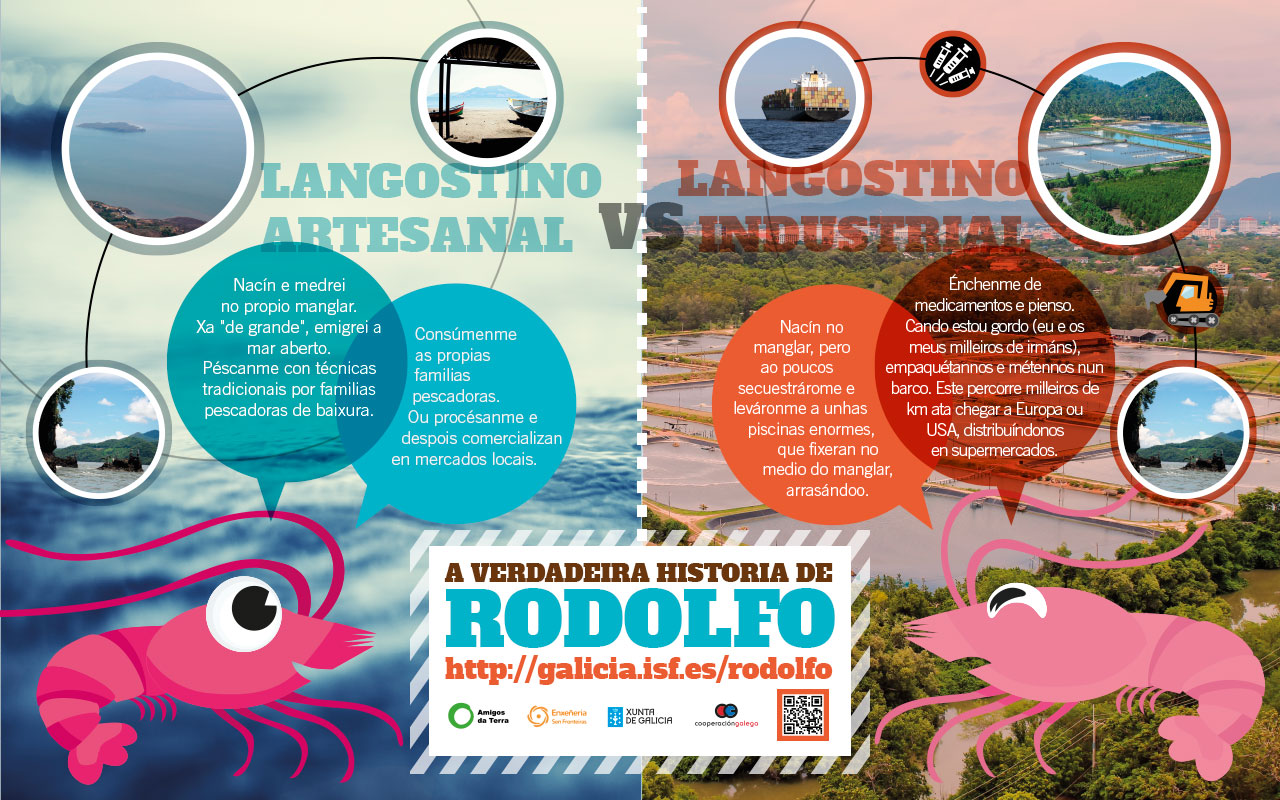 LANGOSTINO
ARTESANAL
VS
LANGOSTINO
INDUSTRIAL
Nacín e medrei
no propio manglar.
Xa "de grande", emigrei a
mar aberto.
Péscanme con técnicas
tradicionais por familias
pescadoras de baixura.
Consúmenme
as propias
familias
pescadoras.
Ou procésanme e
despois comercializan
en mercados locais.
Nacín no
manglar, pero
ao poucos
secuestrárome e
leváronme a unhas
piscinas enormes,
que fixeran no
medio do manglar,
arrasándoo.
Énchenme de
medicamentos e pienso.
Cando estou gordo (eu e os
meus milleiros de irmáns),
empaquétannos e métennos nun
barco. Este percorre milleiros de
km ata chegar a Europa ou
USA, distribuíndonos
en supermercados.
A VERDADEIRA HISTORIA DE
RODOLFO
http://galicia.isf.es/rodolfo
Amigos
da Terra
Enxeñería
Sen Fronteiras
XUNTA
DE GALICIA
cooperacióngalega